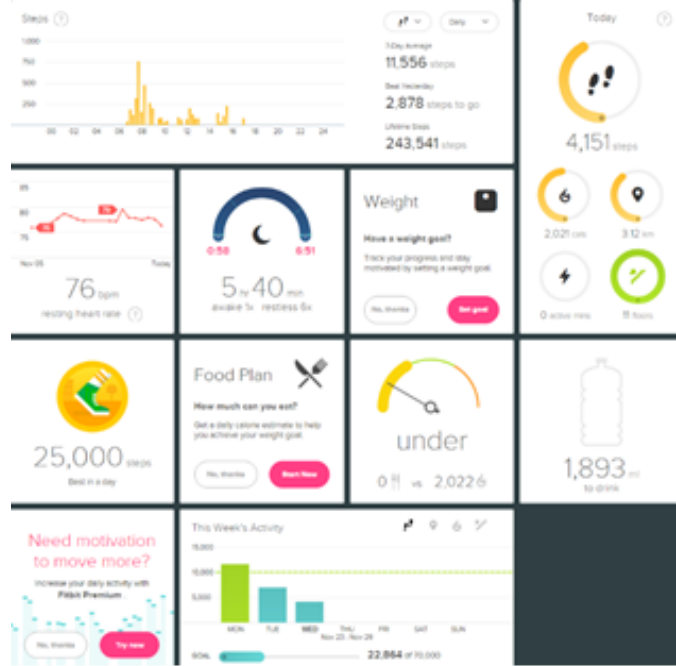 Steps
Daily
1,000
750
500
250
00 02 04 06 08 10 12 14 16 18 20 22 24
7-Day Average
11,556 steps
Beat Yesterday
2,878 steps to go
Lifetime Steps
243,541 steps
Today
4,151 steps
2,021 cals
3.12 km
0 active mins
11 floors
85
80
75
Nov 05
Today
76 bpm
resting heart rate
0:58
6:51
5 hr 40 min
awake 1x restless 6x
Weight
Have a weight goal?
Track your progress and stay
motivated by setting a weight goal.
No, thanks
Set goal
25,000 steps
Best in a day
Food Plan
How much can you eat?
Get a daily calorie estimate to help
you achieve your weight goal.
No, thanks
Start Now
under
0 vs 2,022
1,893 ml
to drink
Need motivation
to move more?
Increase your daily activity with
Fitbit Premium
No, thanks
Try now
This Week's Activity
15,000
10,000
5,000
MON TUE WED THU FRI SAT SUN
Nov 23 - Nov 29
GOAL
22,864 of 70,000